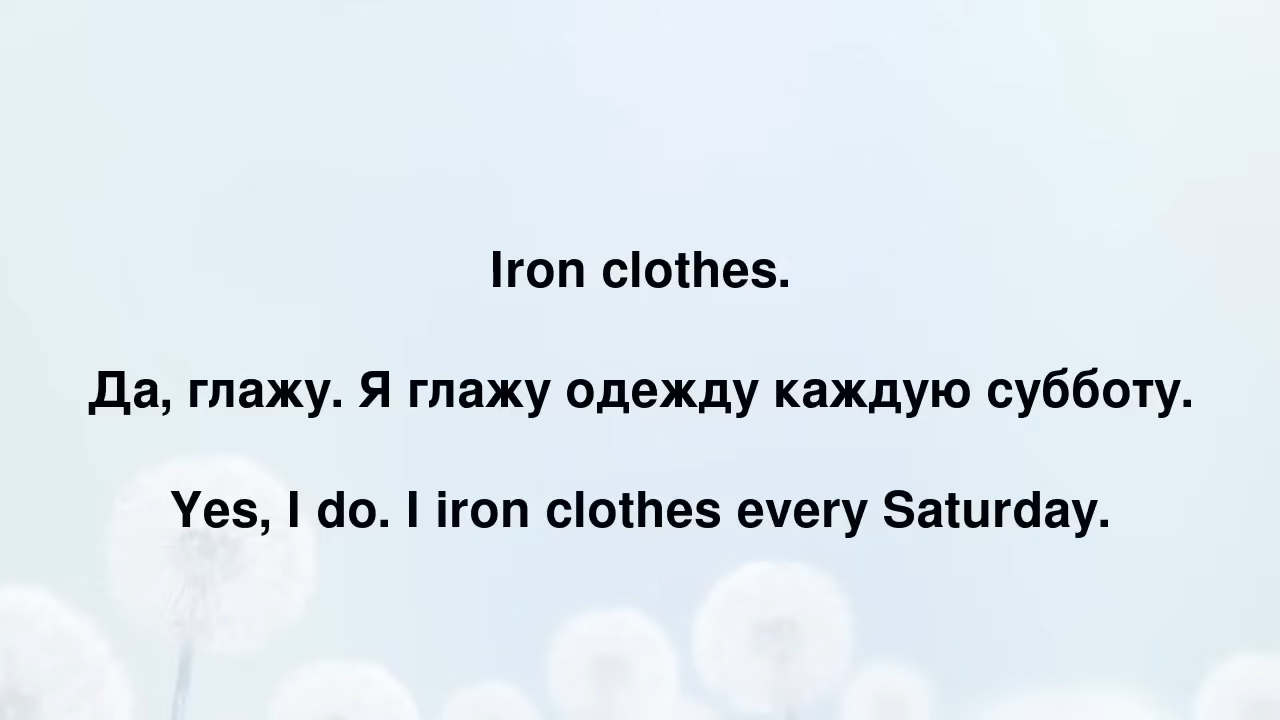 Iron clothes.
Да, глажу. Я глажу одежду каждую субботу.
Yes, I do. I iron clothes every Saturday.